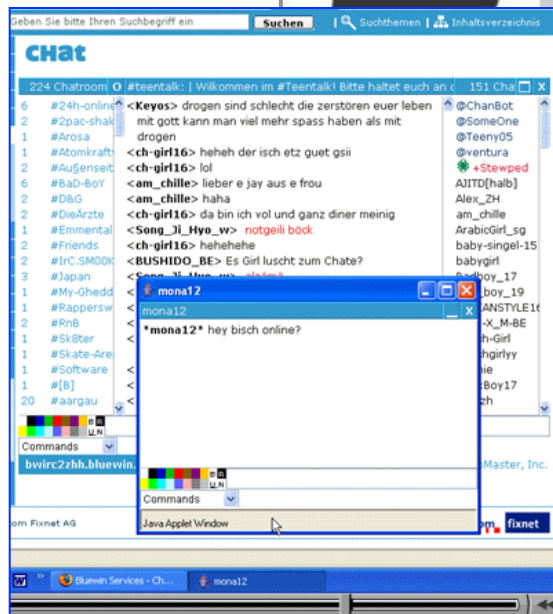 Geben Sie bitte Ihren Suchbegriff ein Suchen | Suchthemen | Inhaltsverzeichnis
CHat
224 Chatroom O #teentalk: | Wilkommen im #Teentalk! Bitte haltet euch an 151 Cha X
6 #24h-online
2 #2pac-shak
1 #Arosa
1 #Atomkraft
2 #Außenseit
6 #BaD-BoY
2 #D&G
2 #DieÄrzte
1 #Emmental
2 #Friends
2 #IrC.SM00K
3 #Japan
1 #My-Ghedd
1 #Rappersw
2 #RnB
1 #Sk8ter
1 #Skate-Are
1 #Software
1 #[B]
20 #aargau
<Keyos> drogen sind schlecht die zerstören euer leben
mit gott kann man viel mehr spass haben als mit
drogen
<ch-girl16> heheh der isch etz guet gsii
<ch-girl16> lol
<am_chille> lieber e jay aus e frou
<am_chille> haha
<ch-girl16> da bin ich vol und ganz diner meinig
<Song_Ji_Hyo_w> notgeili böck
<ch-girl16> hehehehe
<BUSHIDO_BE> Es Girl luscht zum Chate?
<Song_Ji_Hyo_w>
@ChanBot
@SomeOne
@Teeny05
@ventura
+Stewped
AJITD[halb]
Alex_ZH
am_chille
ArabicGirl_sg
baby-singel-15
babygirl
Badboy_17
boy_19
ANSTYLE16
-X_M-BE
h-Girl
hgirlyy
ie
Boy17
zh
mona12
mona12 _ X
*mona12* hey bisch online?
B R
U N
Commands
Java Applet Window
B R
U N
Commands
bwirc2zhh.bluewin. Master, Inc.
om Fixnet AG om fixnet
W » Bluewin Services - Ch... mona12